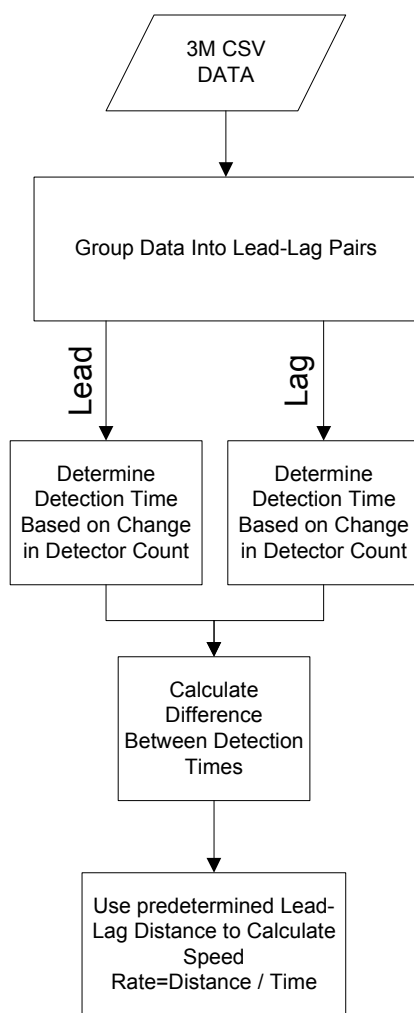 3M CSV
DATA
Group Data Into Lead-Lag Pairs
Lead
Lag
Determine
Detection Time
Based on Change
in Detector Count
Determine
Detection Time
Based on Change
in Detector Count
Calculate
Difference
Between Detection
Times
Use predetermined Lead-
Lag Distance to Calculate
Speed
Rate=Distance / Time